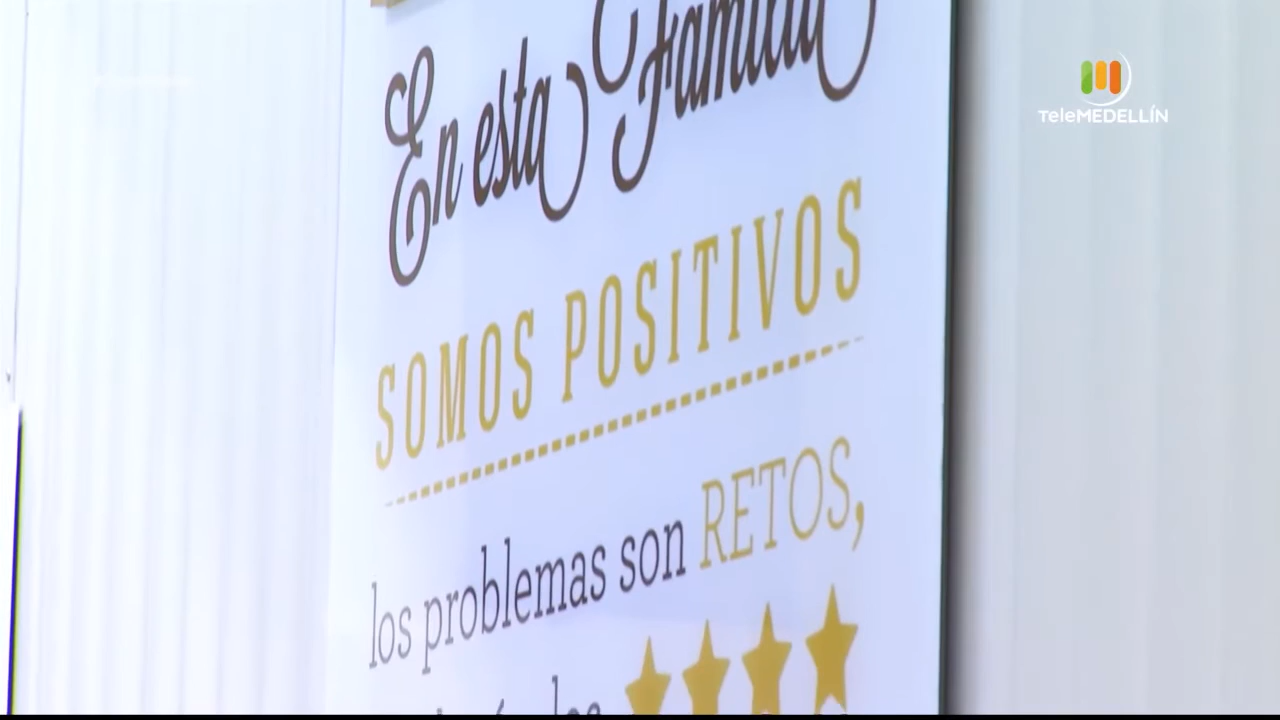 En esta Familia
SOMOS POSITIVOS
los problemas son RETOS,
TeleMEDELLÍN